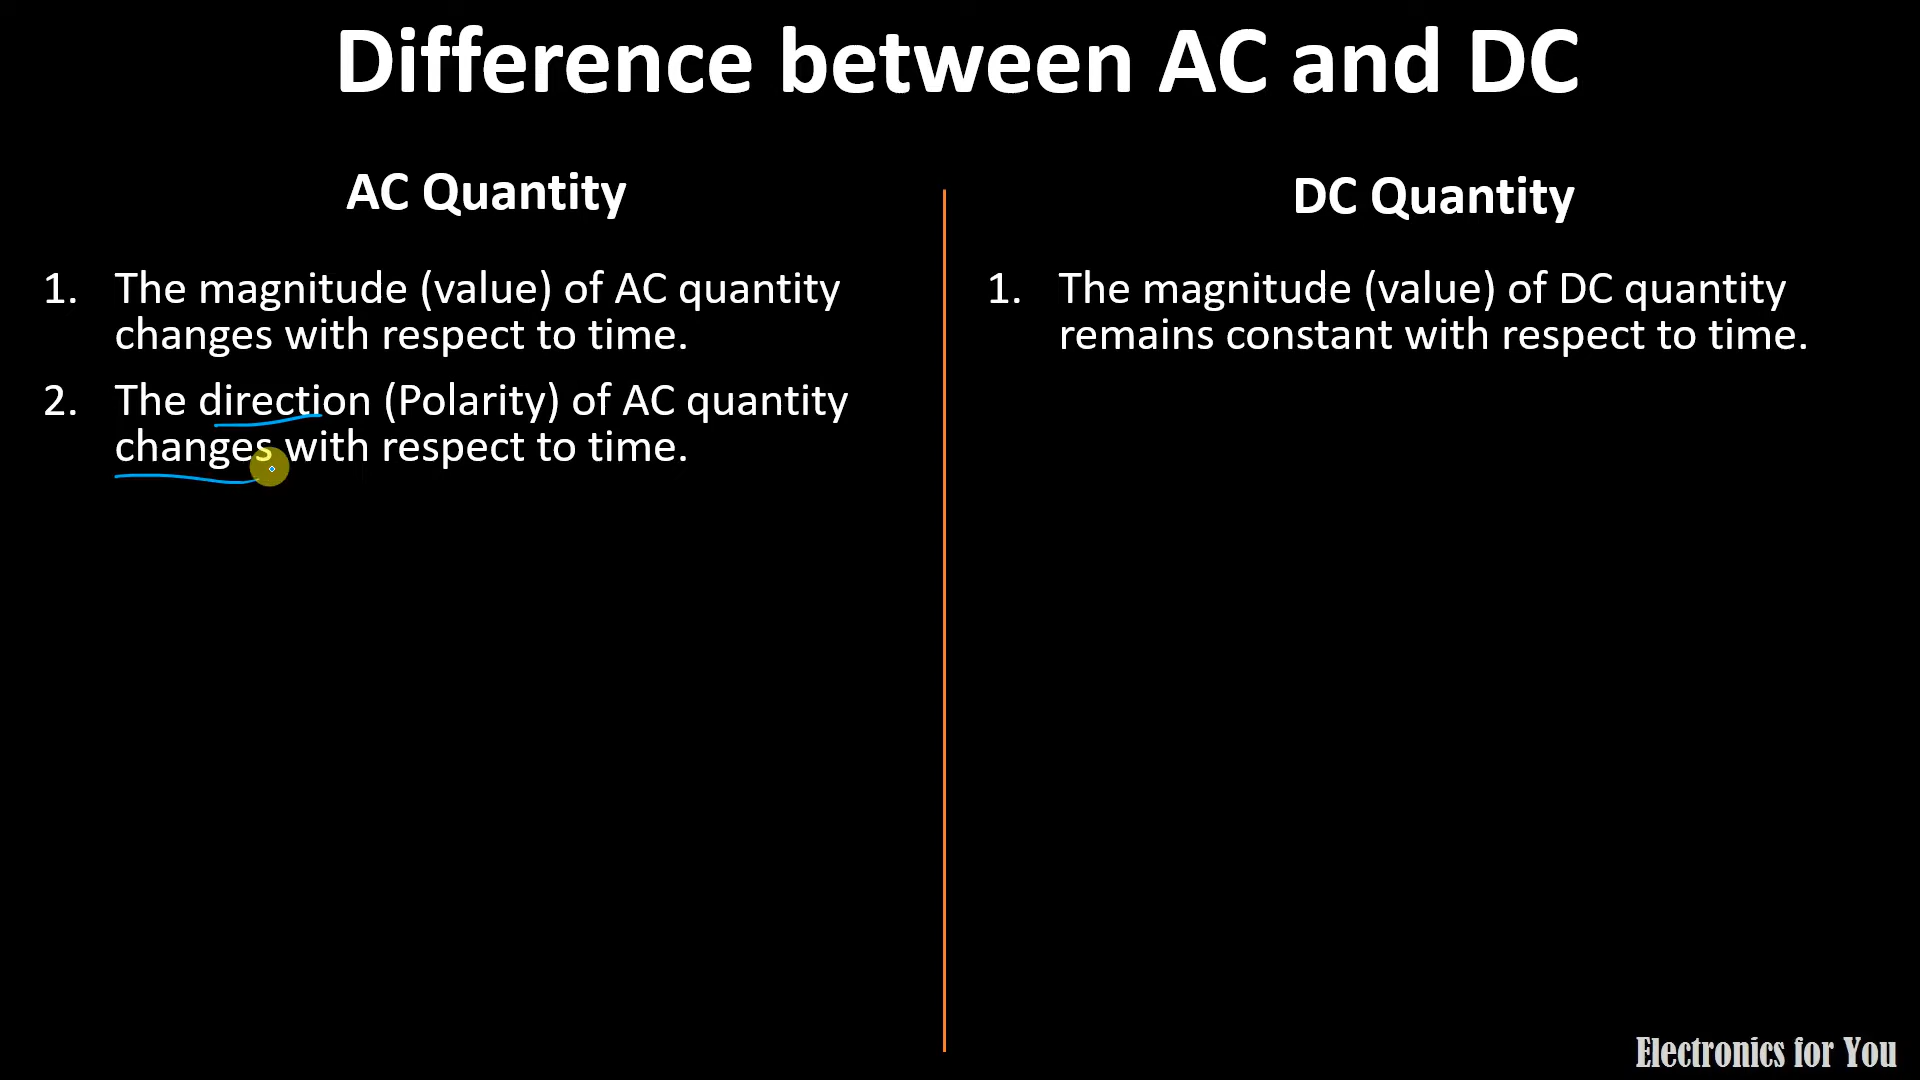 Difference between AC and DC
AC Quantity
1. The magnitude (value) of AC quantity
changes with respect to time.
2. The direction (Polarity) of AC quantity
changes with respect to time.
DC Quantity
1. The magnitude (value) of DC quantity
remains constant with respect to time.
Electronics for You